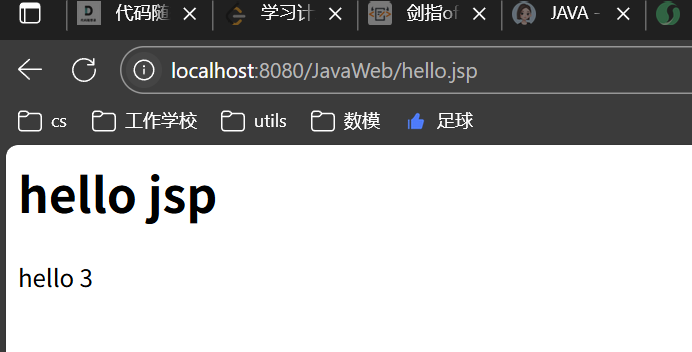 代码随
学习计
剑指of
JAVA -
localhost:8080/JavaWeb/hello.jsp
cs
工作学校
utils
数模
足球
hello jsp
hello 3